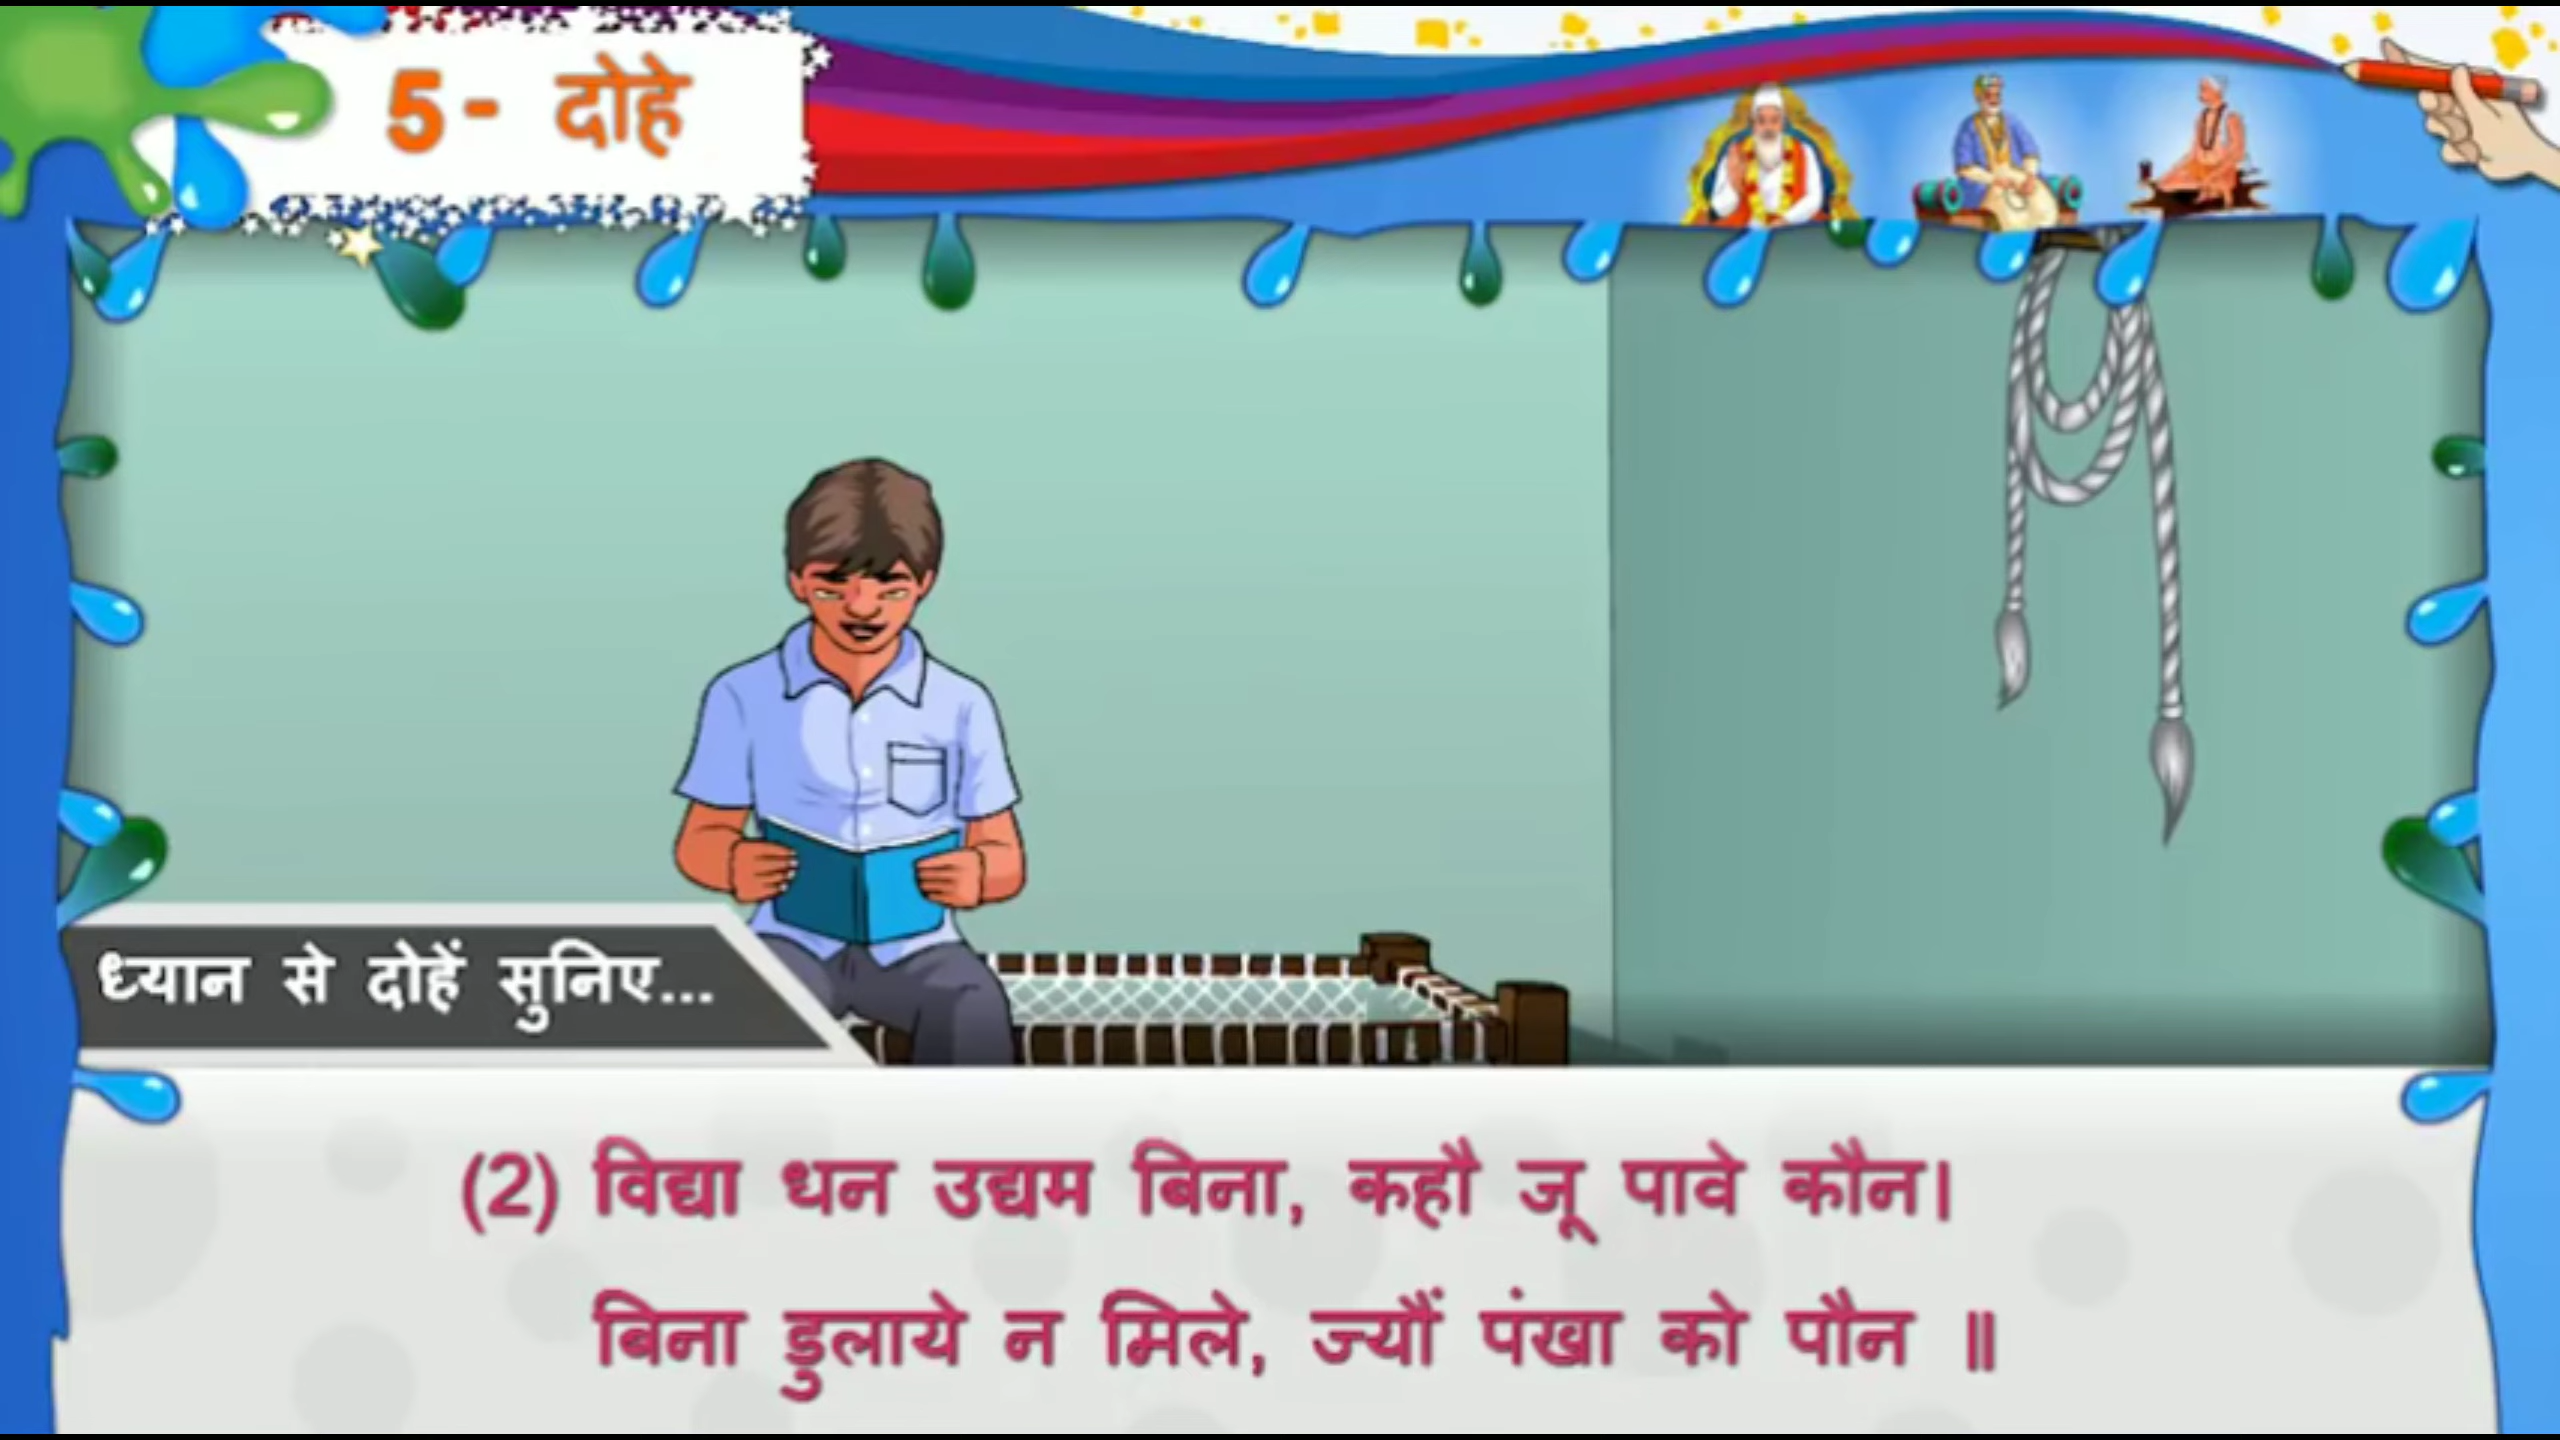 5- दोहे
ध्यान से दोहें सुनिए...
(2) विद्या धन उद्यम बिना, कहौ जू पावे कौन।
बिना डुलाये न मिले, ज्यौं पंखा को पौन ॥